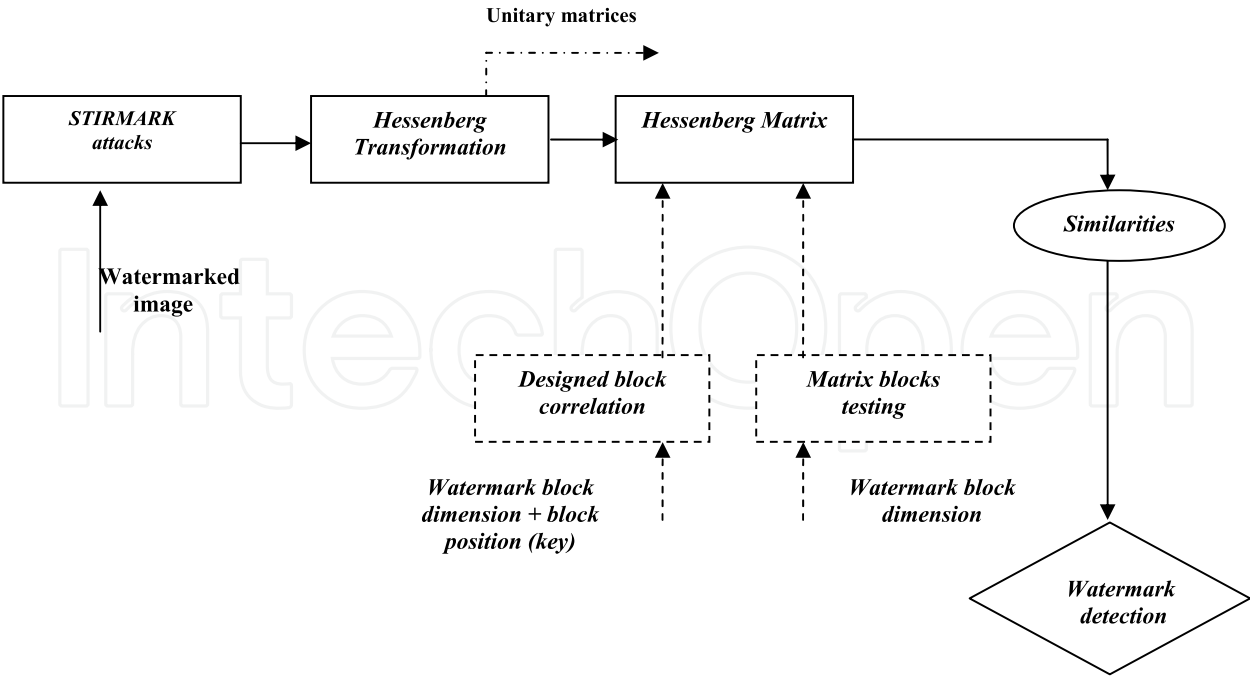 Unitary matrices
STIRMARK
attacks
Hessenberg
Transformation
Hessenberg Matrix
Similarities
Watermarked
image
IntechOpen
Designed block
correlation
Matrix blocks
testing
Watermark block
dimension + block
position (key)
Watermark block
dimension
Watermark
detection